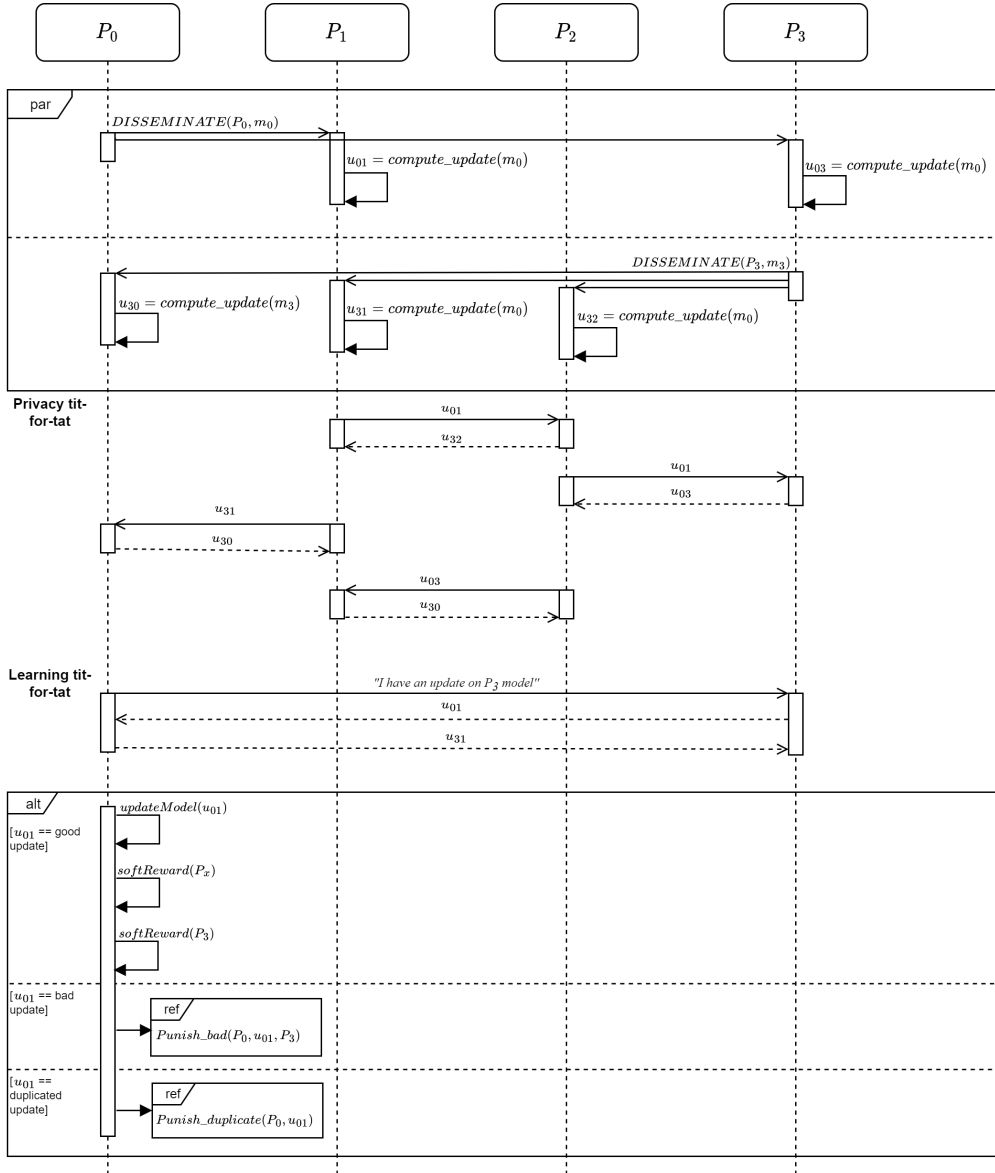 P₀ P₁ P₂ P₃
par
DISSEMINATE(P₀, m₀)
u₀₁ = compute_update(m₀)
u₀₃ = compute_update(m₀)
DISSEMINATE(P₃, m₃)
u₃₀ = compute_update(m₃)
u₃₁ = compute_update(m₀)
u₃₂ = compute_update(m₀)
Privacy tit-
for-tat
u₀₁
u₃₂
u₀₁
u₀₃
u₃₁
u₃₀
u₀₃
u₃₀
Learning tit-
for-tat
"I have an update on P₃ model"
u₀₁
u₃₁
alt
[u₀₁ == good
update]
updateModel(u₀₁)
softReward(Pₓ)
softReward(P₃)
[u₀₁ == bad
update]
ref
Punish_bad(P₀, u₀₁, P₃)
[u₀₁ ==
duplicated
update]
ref
Punish_duplicate(P₀, u₀₁)